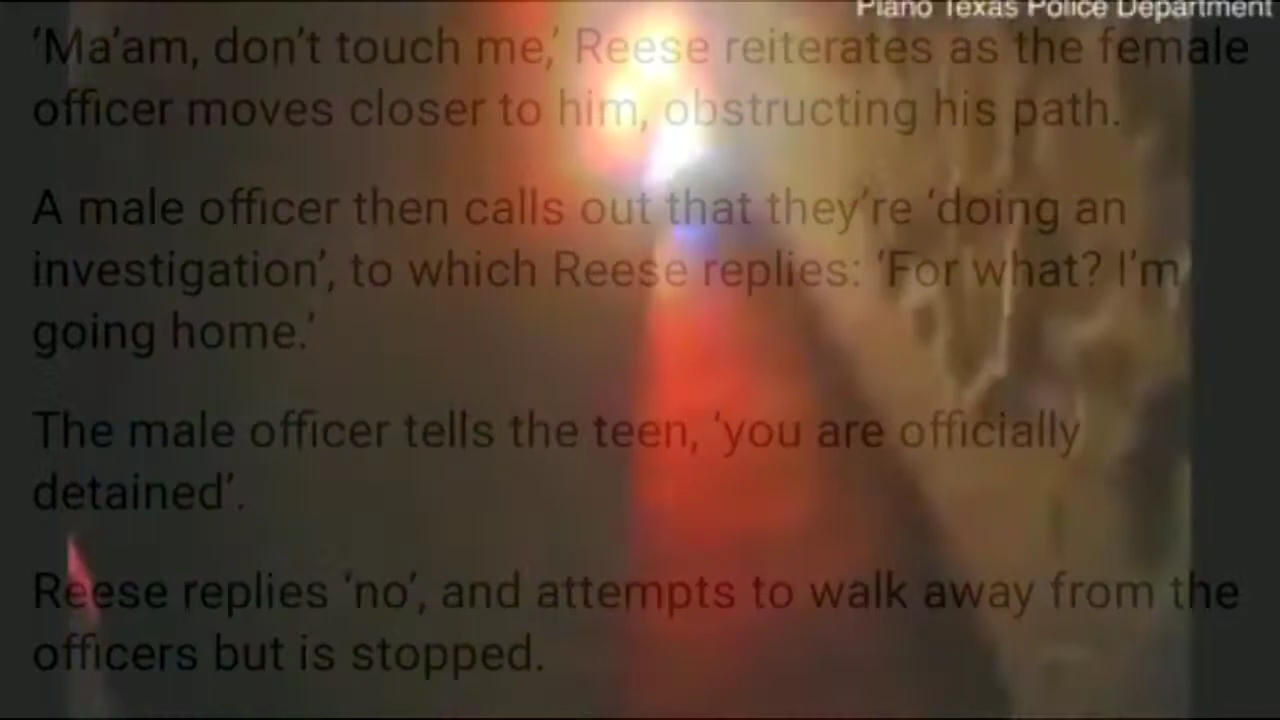 Plano Texas Police Department
‘Ma’am, don’t touch me,’ Reese reiterates as the female
officer moves closer to him, obstructing his path.
A male officer then calls out that they’re ‘doing an
investigation’, to which Reese replies: ‘For what? I’m
going home.’
The male officer tells the teen, ‘you are officially
detained’.
Reese replies ‘no’, and attempts to walk away from the
officers but is stopped.